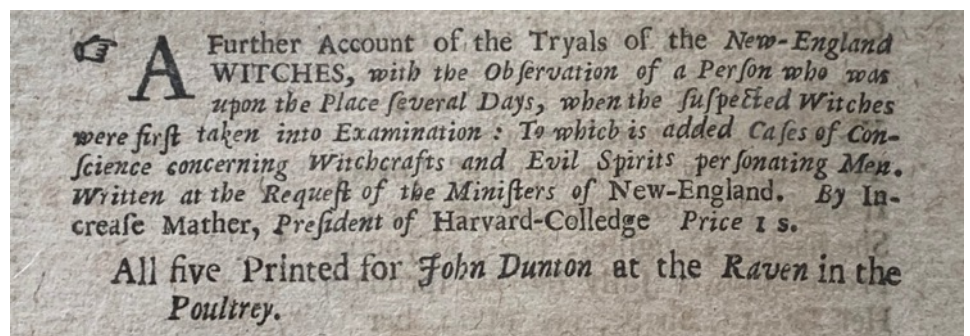 ☞ A Further Account of the Tryals of the New-England
WITCHES, with the Obſervation of a Perſon who was
upon the Place ſeveral Days, when the ſuſpected Witches
were firſt taken into Examination : To which is added Caſes of Con-
ſcience concerning Witchcrafts and Evil Spirits perſonating Men.
Written at the Requeſt of the Miniſters of New-England. By In-
creaſe Mather, Preſident of Harvard-Colledge Price 1 s.
All five Printed for John Dunton at the Raven in the
Poultrey.